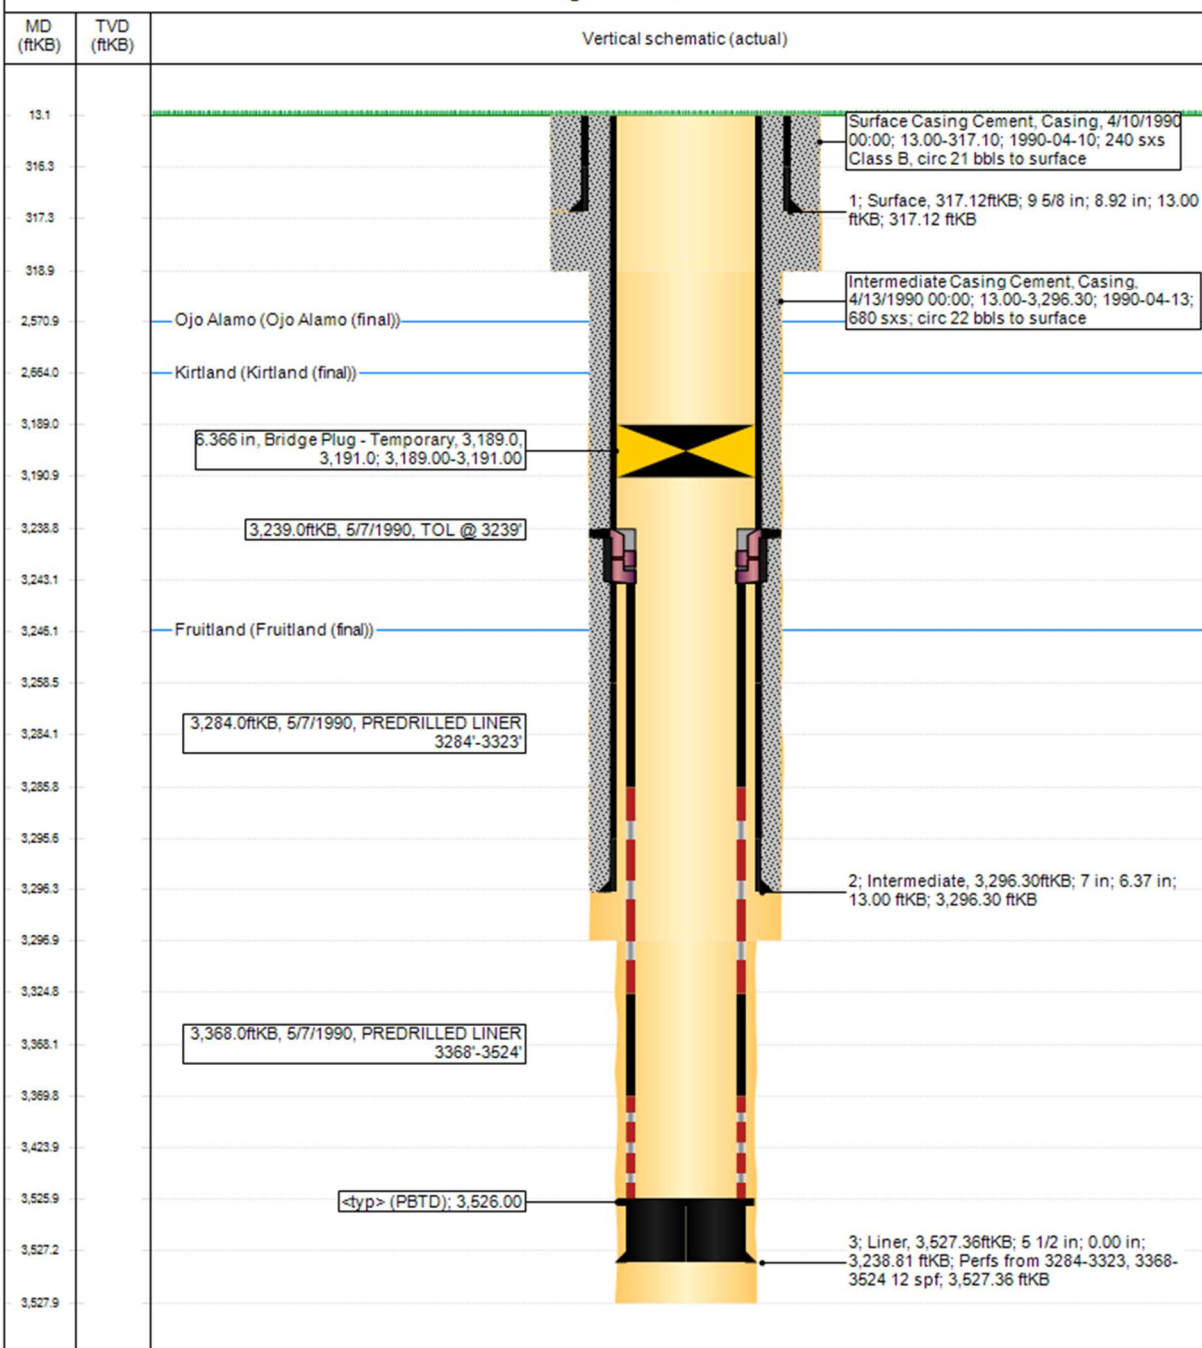 MD
(ftKB)
TVD
(ftKB)
Vertical schematic (actual)
13.1
316.3
317.3
318.9
2,570.9
2,664.0
3,189.0
3,190.9
3,238.8
3,243.1
3,246.1
3,258.5
3,284.1
3,285.8
3,295.6
3,296.3
3,296.9
3,324.8
3,368.1
3,369.8
3,423.9
3,525.9
3,527.2
3,527.9
Surface Casing Cement, Casing, 4/10/1990
00:00; 13.00-317.10; 1990-04-10; 240 sxs
Class B, circ 21 bbls to surface
1; Surface, 317.12ftKB; 9 5/8 in; 8.92 in; 13.00
ftKB; 317.12 ftKB
Intermediate Casing Cement, Casing,
4/13/1990 00:00; 13.00-3,296.30; 1990-04-13;
680 sxs; circ 22 bbls to surface
Ojo Alamo (Ojo Alamo (final))
Kirtland (Kirtland (final))
6.366 in, Bridge Plug - Temporary, 3,189.0,
3,191.0; 3,189.00-3,191.00
3,239.0ftKB, 5/7/1990, TOL @ 3239'
Fruitland (Fruitland (final))
3,284.0ftKB, 5/7/1990, PREDRILLED LINER
3284'-3323'
2; Intermediate, 3,296.30ftKB; 7 in; 6.37 in;
13.00 ftKB; 3,296.30 ftKB
3,368.0ftKB, 5/7/1990, PREDRILLED LINER
3368'-3524'
<typ> (PBTD); 3,526.00
3; Liner, 3,527.36ftKB; 5 1/2 in; 0.00 in;
3,238.81 ftKB; Perfs from 3284-3323, 3368-
3524 12 spf; 3,527.36 ftKB